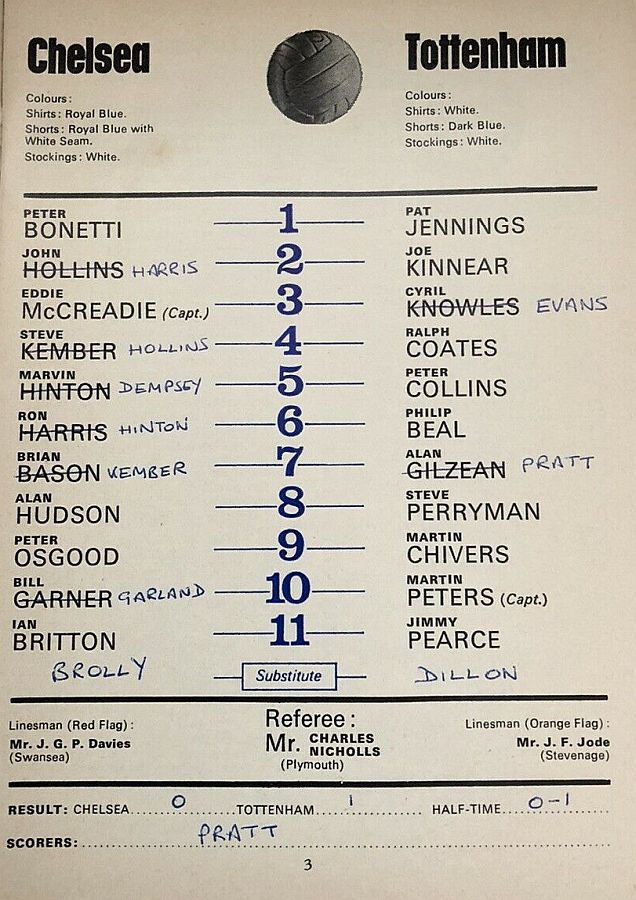 Chelsea
Tottenham
Colours:
Shirts: Royal Blue.
Shorts: Royal Blue with
White Seam.
Stockings: White.
Colours:
Shirts: White.
Shorts: Dark Blue.
Stockings: White.
PETER BONETTI 1 PAT JENNINGS
JOHN HOLLINS HARRIS 2 JOE KINNEAR
EDDIE McCREADIE (Capt.) 3 CYRIL KNOWLES EVANS
STEVE KEMBER HOLLINS 4 RALPH COATES
MARVIN HINTON DEMPSEY 5 PETER COLLINS
RON HARRIS HINTON 6 PHILIP BEAL
BRIAN BASON KEMBER 7 ALAN GILZEAN PRATT
ALAN HUDSON 8 STEVE PERRYMAN
PETER OSGOOD 9 MARTIN CHIVERS
BILL GARNER GARLAND 10 MARTIN PETERS (Capt.)
IAN BRITTON 11 JIMMY PEARCE
BROLLY Substitute DILLON
Linesman (Red Flag):
Mr. J. G. P. Davies
(Swansea)
Referee:
Mr. CHARLES NICHOLLS
(Plymouth)
Linesman (Orange Flag):
Mr. J. F. Jode
(Stevenage)
RESULT: CHELSEA 0 TOTTENHAM 1 HALF-TIME 0-1
SCORERS: PRATT
3